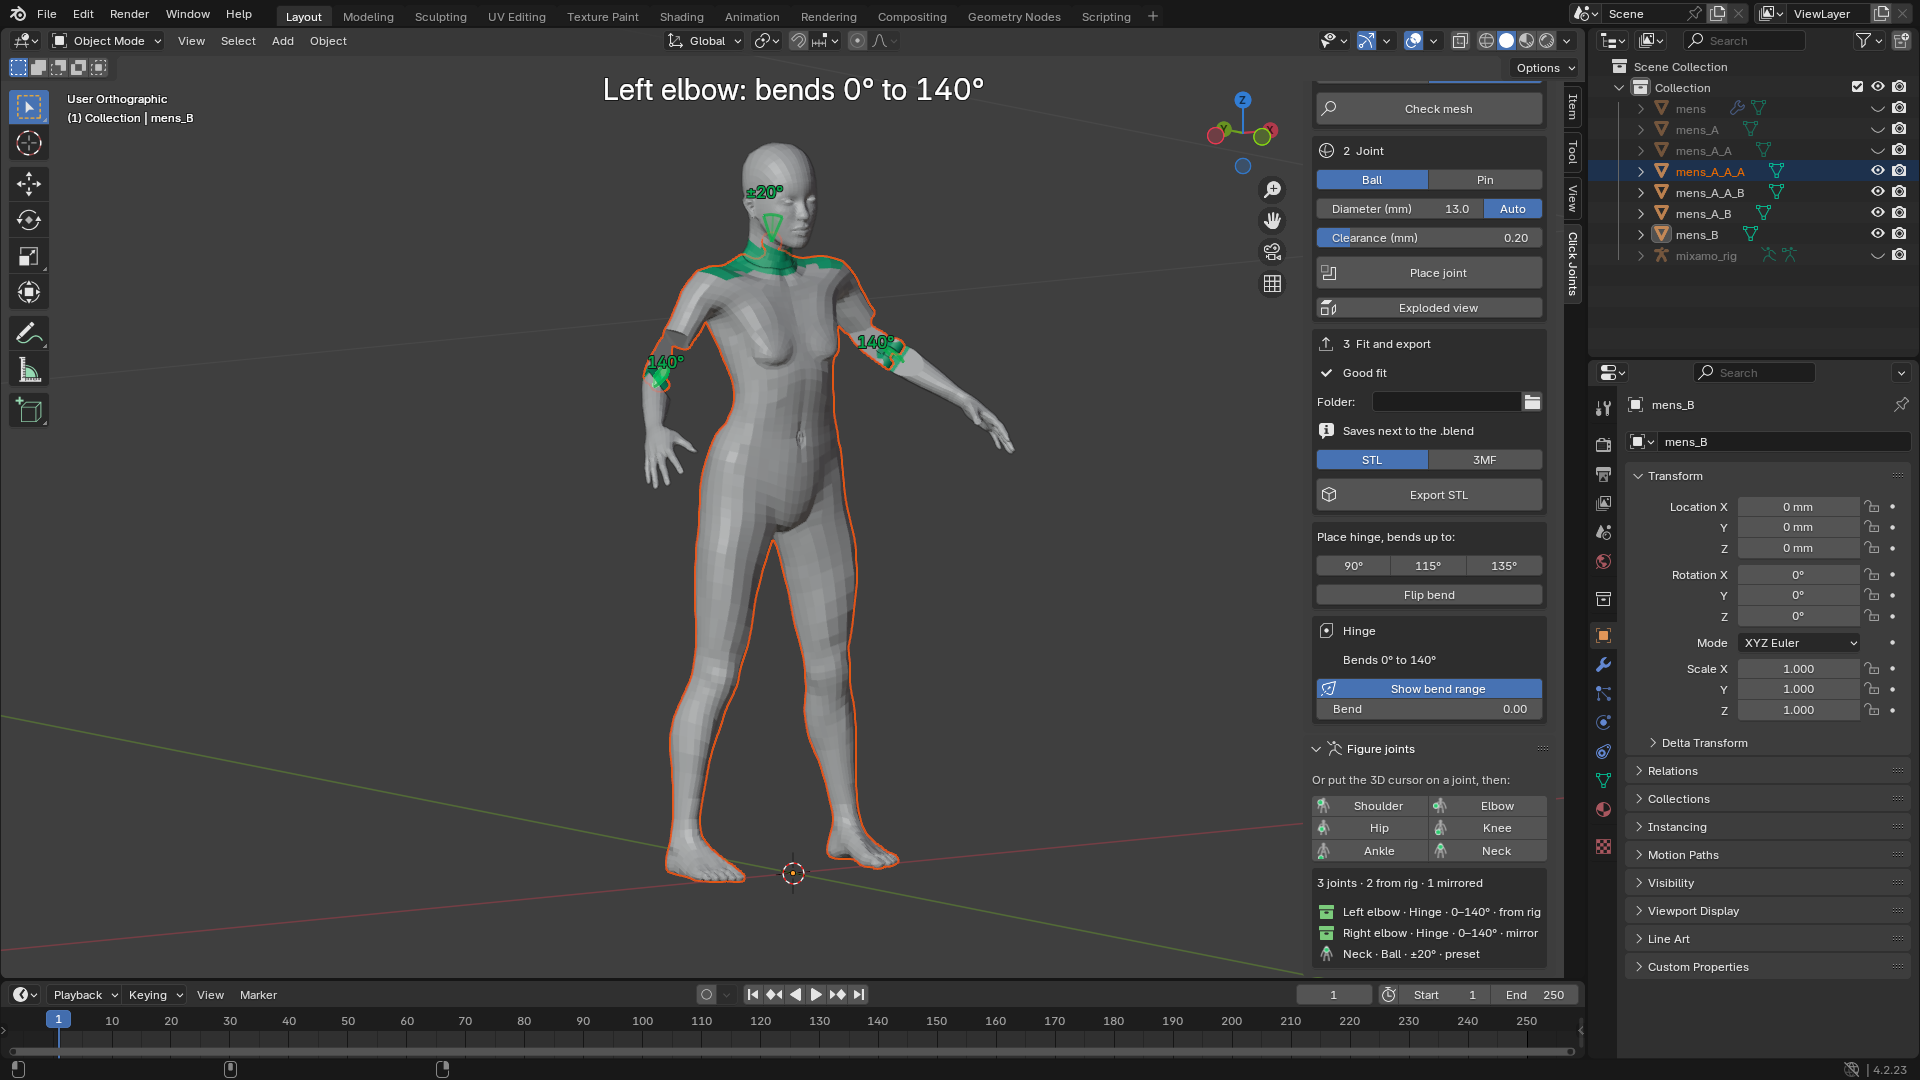 File Edit Render Window Help Layout Modeling Sculpting UV Editing Texture Paint Shading Animation Rendering Compositing Geometry Nodes Scripting + Scene ViewLayer
Object Mode View Select Add Object Global Search
Options
User Orthographic
(1) Collection | mens_B
Left elbow: bends 0° to 140°
Z
Y
X
±20°
140°
140°
Item
Tool
View
Click Joints
Check mesh
2 Joint
Ball Pin
Diameter (mm) 13.0 Auto
Clearance (mm) 0.20
Place joint
Exploded view
3 Fit and export
Good fit
Folder:
Saves next to the .blend
STL 3MF
Export STL
Place hinge, bends up to:
90° 115° 135°
Flip bend
Hinge
Bends 0° to 140°
Show bend range
Bend 0.00
Figure joints
Or put the 3D cursor on a joint, then:
Shoulder Elbow
Hip Knee
Ankle Neck
3 joints · 2 from rig · 1 mirrored
Left elbow · Hinge · 0–140° · from rig
Right elbow · Hinge · 0–140° · mirror
Neck · Ball · ±20° · preset
Scene Collection
Collection
mens
mens_A
mens_A_A
mens_A_A_A
mens_A_A_B
mens_A_B
mens_B
mixamo_rig
Search
mens_B
mens_B
Transform
Location X 0 mm
Y 0 mm
Z 0 mm
Rotation X 0°
Y 0°
Z 0°
Mode XYZ Euler
Scale X 1.000
Y 1.000
Z 1.000
Delta Transform
Relations
Collections
Instancing
Motion Paths
Visibility
Viewport Display
Line Art
Custom Properties
Playback Keying View Marker 1 Start 1 End 250
1 10 20 30 40 50 60 70 80 90 100 110 120 130 140 150 160 170 180 190 200 210 220 230 240 250
4.2.23